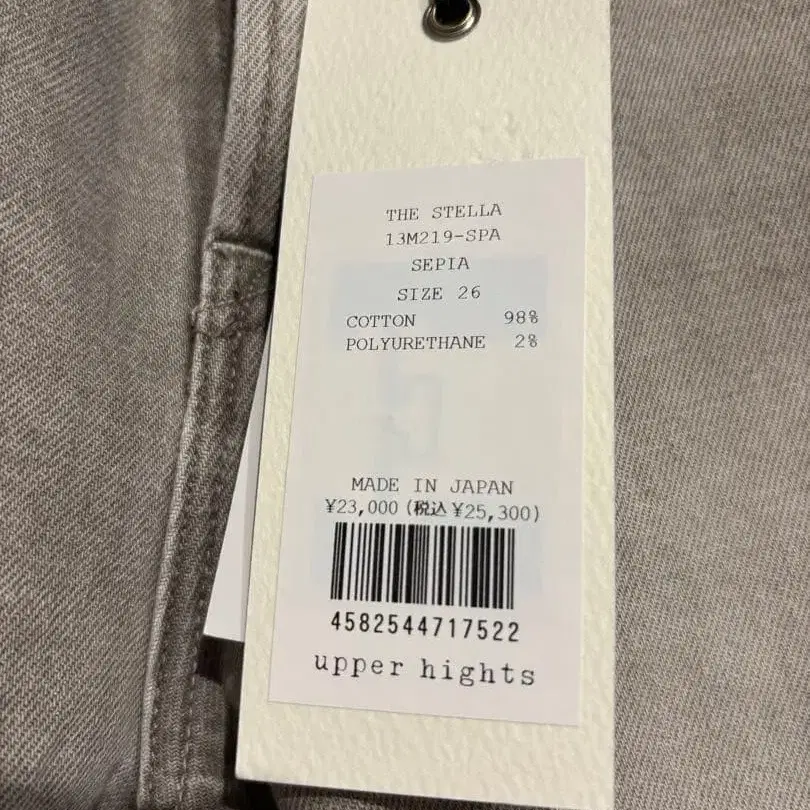 THE STELLA
13M219-SPA
SEPIA
SIZE 26
COTTON 98%
POLYURETHANE 2%
MADE IN JAPAN
¥23,000 (税込 ¥25,300)
4582544717522
upper hights